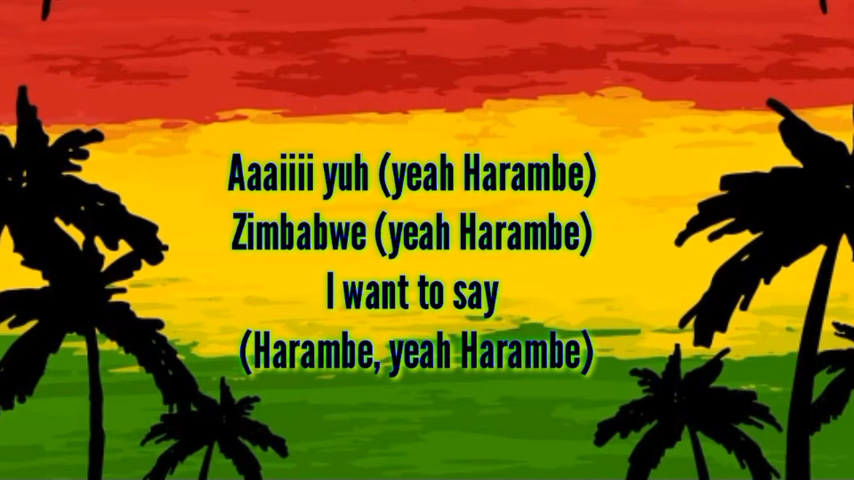 Aaaiiii yuh (yeah Harambe)
Zimbabwe (yeah Harambe)
I want to say
(Harambe, yeah Harambe)